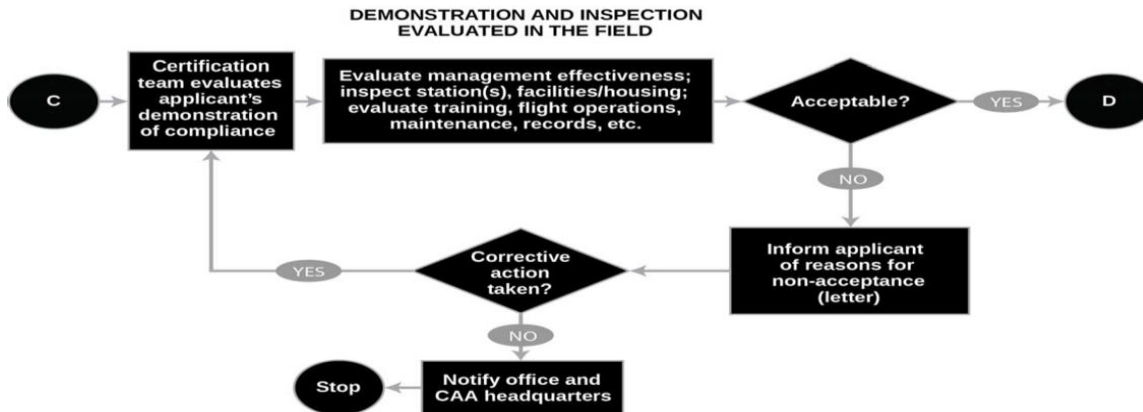 DEMONSTRATION AND INSPECTION
EVALUATED IN THE FIELD
C
Certification
team evaluates
applicant's
demonstration
of compliance
Evaluate management effectiveness;
inspect station(s), facilities/housing;
evaluate training, flight operations,
maintenance, records, etc.
Acceptable?
YES
D
NO
Inform applicant
of reasons for
non-acceptance
(letter)
Corrective
action
taken?
YES
NO
Notify office and
CAA headquarters
Stop